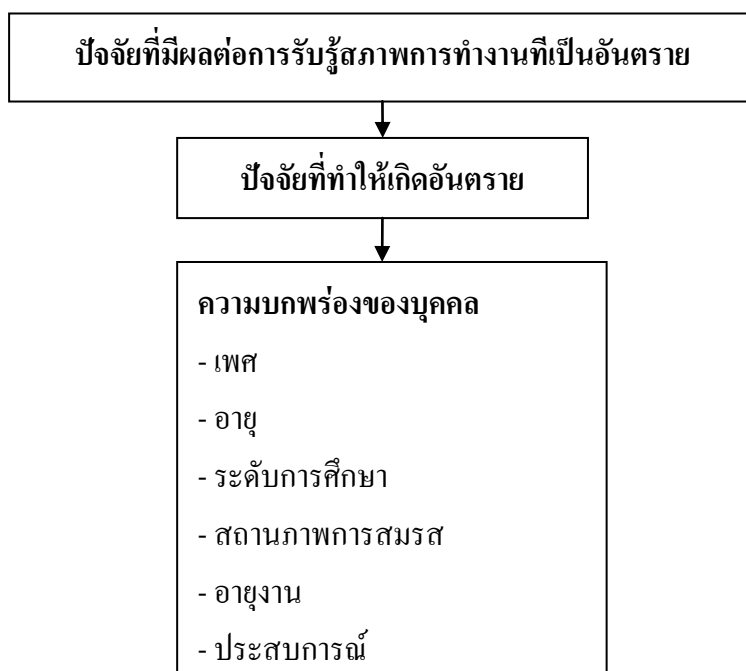 ปัจจัยที่มีผลต่อการรับรู้สภาพการทำงานทีเป็นอันตราย
ปัจจัยที่ทำให้เกิดอันตราย
ความบกพร่องของบุคคล
- เพศ
- อายุ
- ระดับการศึกษา
- สถานภาพการสมรส
- อายุงาน
- ประสบการณ์